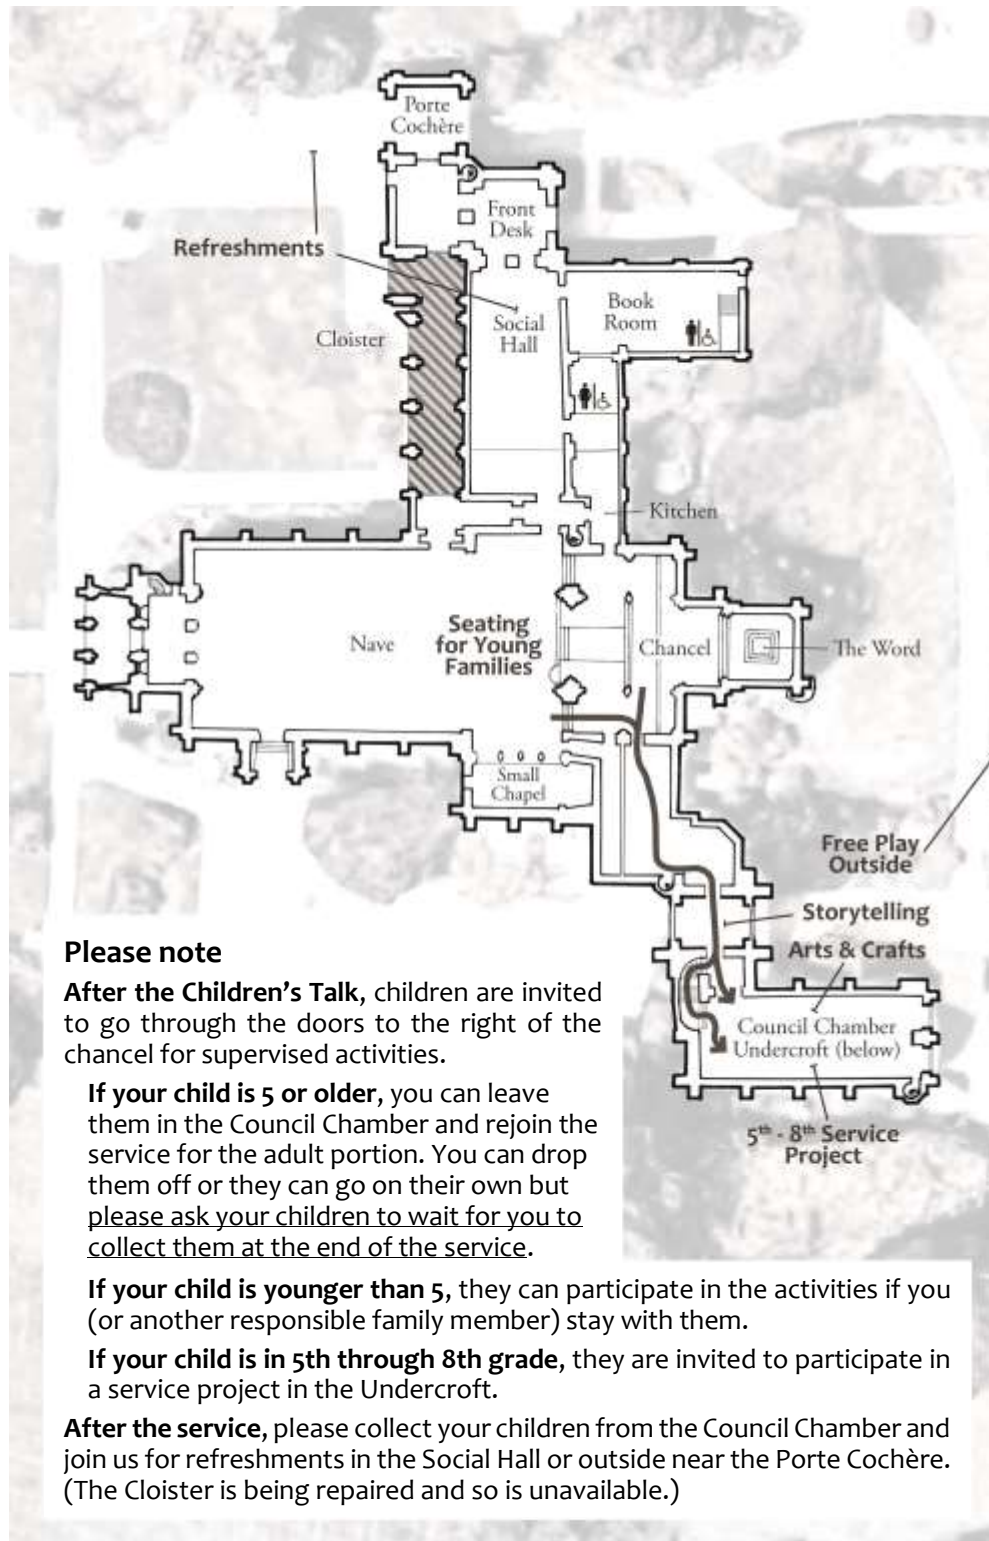 Porte
Cochère
Front
Desk
Refreshments
Book
Room
Social
Hall
Cloister
Kitchen
Seating
for Young
Families
Nave
Chancel
The Word
Small
Chapel
Free Play
Outside
Storytelling
Arts & Crafts
Council Chamber
Undercroft (below)
5th - 8th Service
Project
Please note
After the Children’s Talk, children are invited
to go through the doors to the right of the
chancel for supervised activities.
If your child is 5 or older, you can leave
them in the Council Chamber and rejoin the
service for the adult portion. You can drop
them off or they can go on their own but
please ask your children to wait for you to
collect them at the end of the service.
If your child is younger than 5, they can participate in the activities if you
(or another responsible family member) stay with them.
If your child is in 5th through 8th grade, they are invited to participate in
a service project in the Undercroft.
After the service, please collect your children from the Council Chamber and
join us for refreshments in the Social Hall or outside near the Porte Cochère.
(The Cloister is being repaired and so is unavailable.)